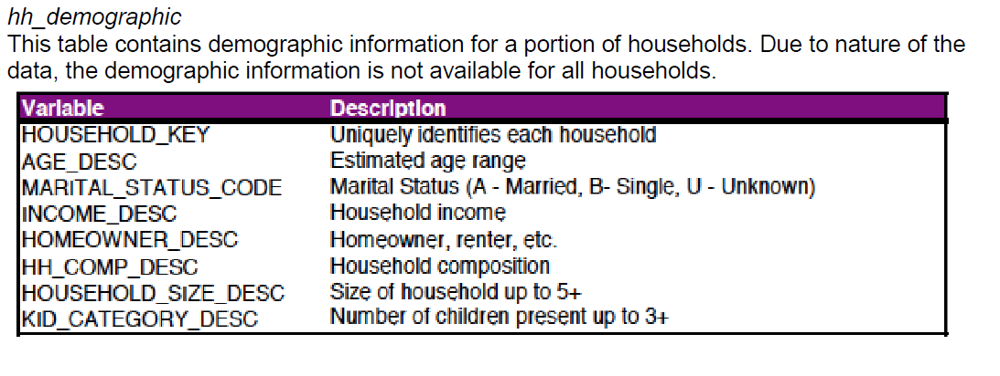 hh_demographic
This table contains demographic information for a portion of households. Due to nature of the
data, the demographic information is not available for all households.
Variable Description
HOUSEHOLD_KEY Uniquely identifies each household
AGE_DESC Estimated age range
MARITAL_STATUS_CODE Marital Status (A - Married, B- Single, U - Unknown)
INCOME_DESC Household income
HOMEOWNER_DESC Homeowner, renter, etc.
HH_COMP_DESC Household composition
HOUSEHOLD_SIZE_DESC Size of household up to 5+
KID_CATEGORY_DESC Number of children present up to 3+